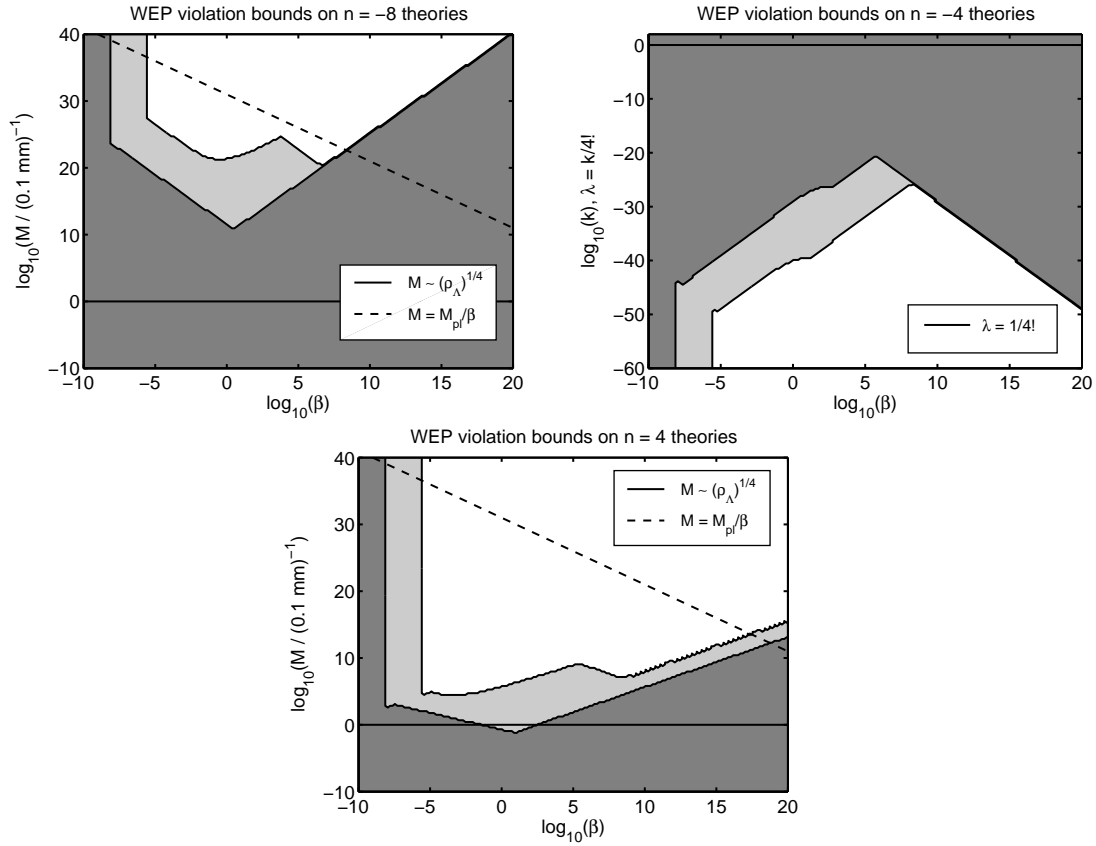 WEP violation bounds on n = −8 theories
40
30
20
10
0
−10
−10
−5
0
5
10
15
20
log10(M / (0.1 mm)−1)
log10(β)
M ~ (ρΛ)1/4
M = Mpl/β
WEP violation bounds on n = −4 theories
0
−10
−20
−30
−40
−50
−60
−10
−5
0
5
10
15
20
log10(k), λ = k/4!
log10(β)
λ = 1/4!
WEP violation bounds on n = 4 theories
40
30
20
10
0
−10
−10
−5
0
5
10
15
20
log10(M / (0.1 mm)−1)
log10(β)
M ~ (ρΛ)1/4
M = Mpl/β